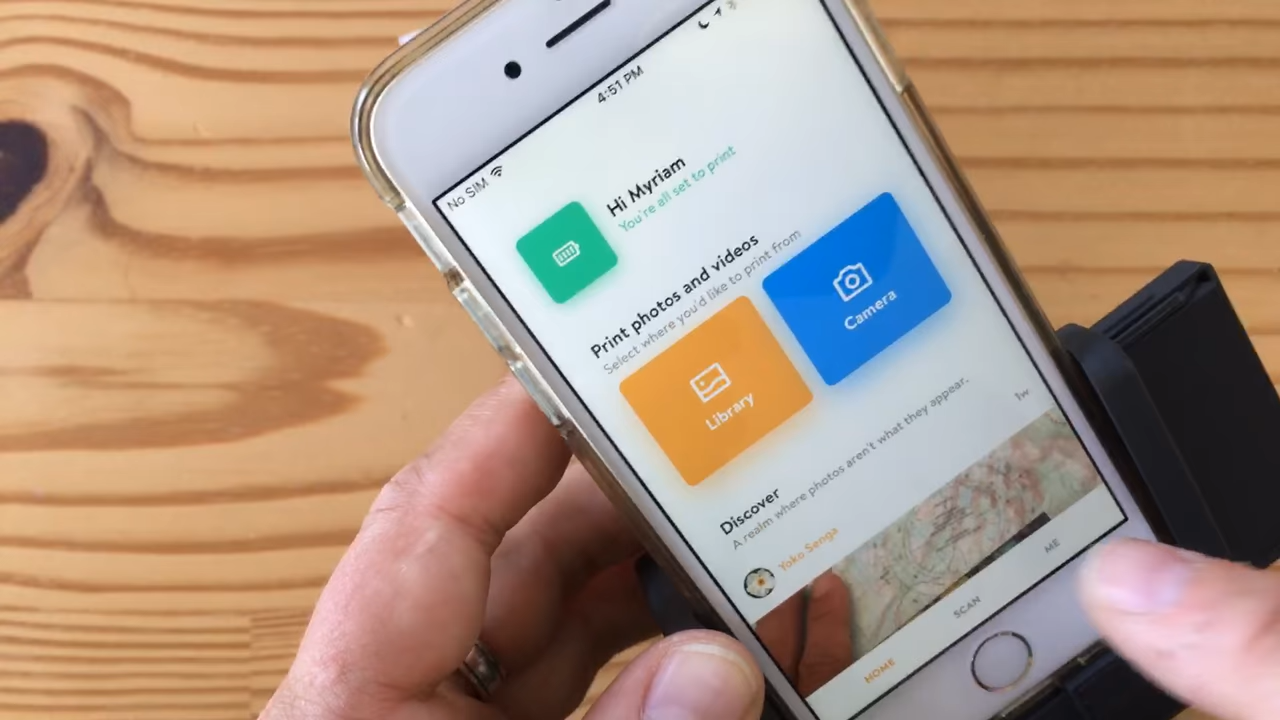 No SIM 4:51 PM
Hi Myriam
You're all set to print
Print photos and videos
Select where you'd like to print from
Library
Camera
Discover
A realm where photos aren't what they appear.
Yoko Senga
1w
HOME
SCAN
ME